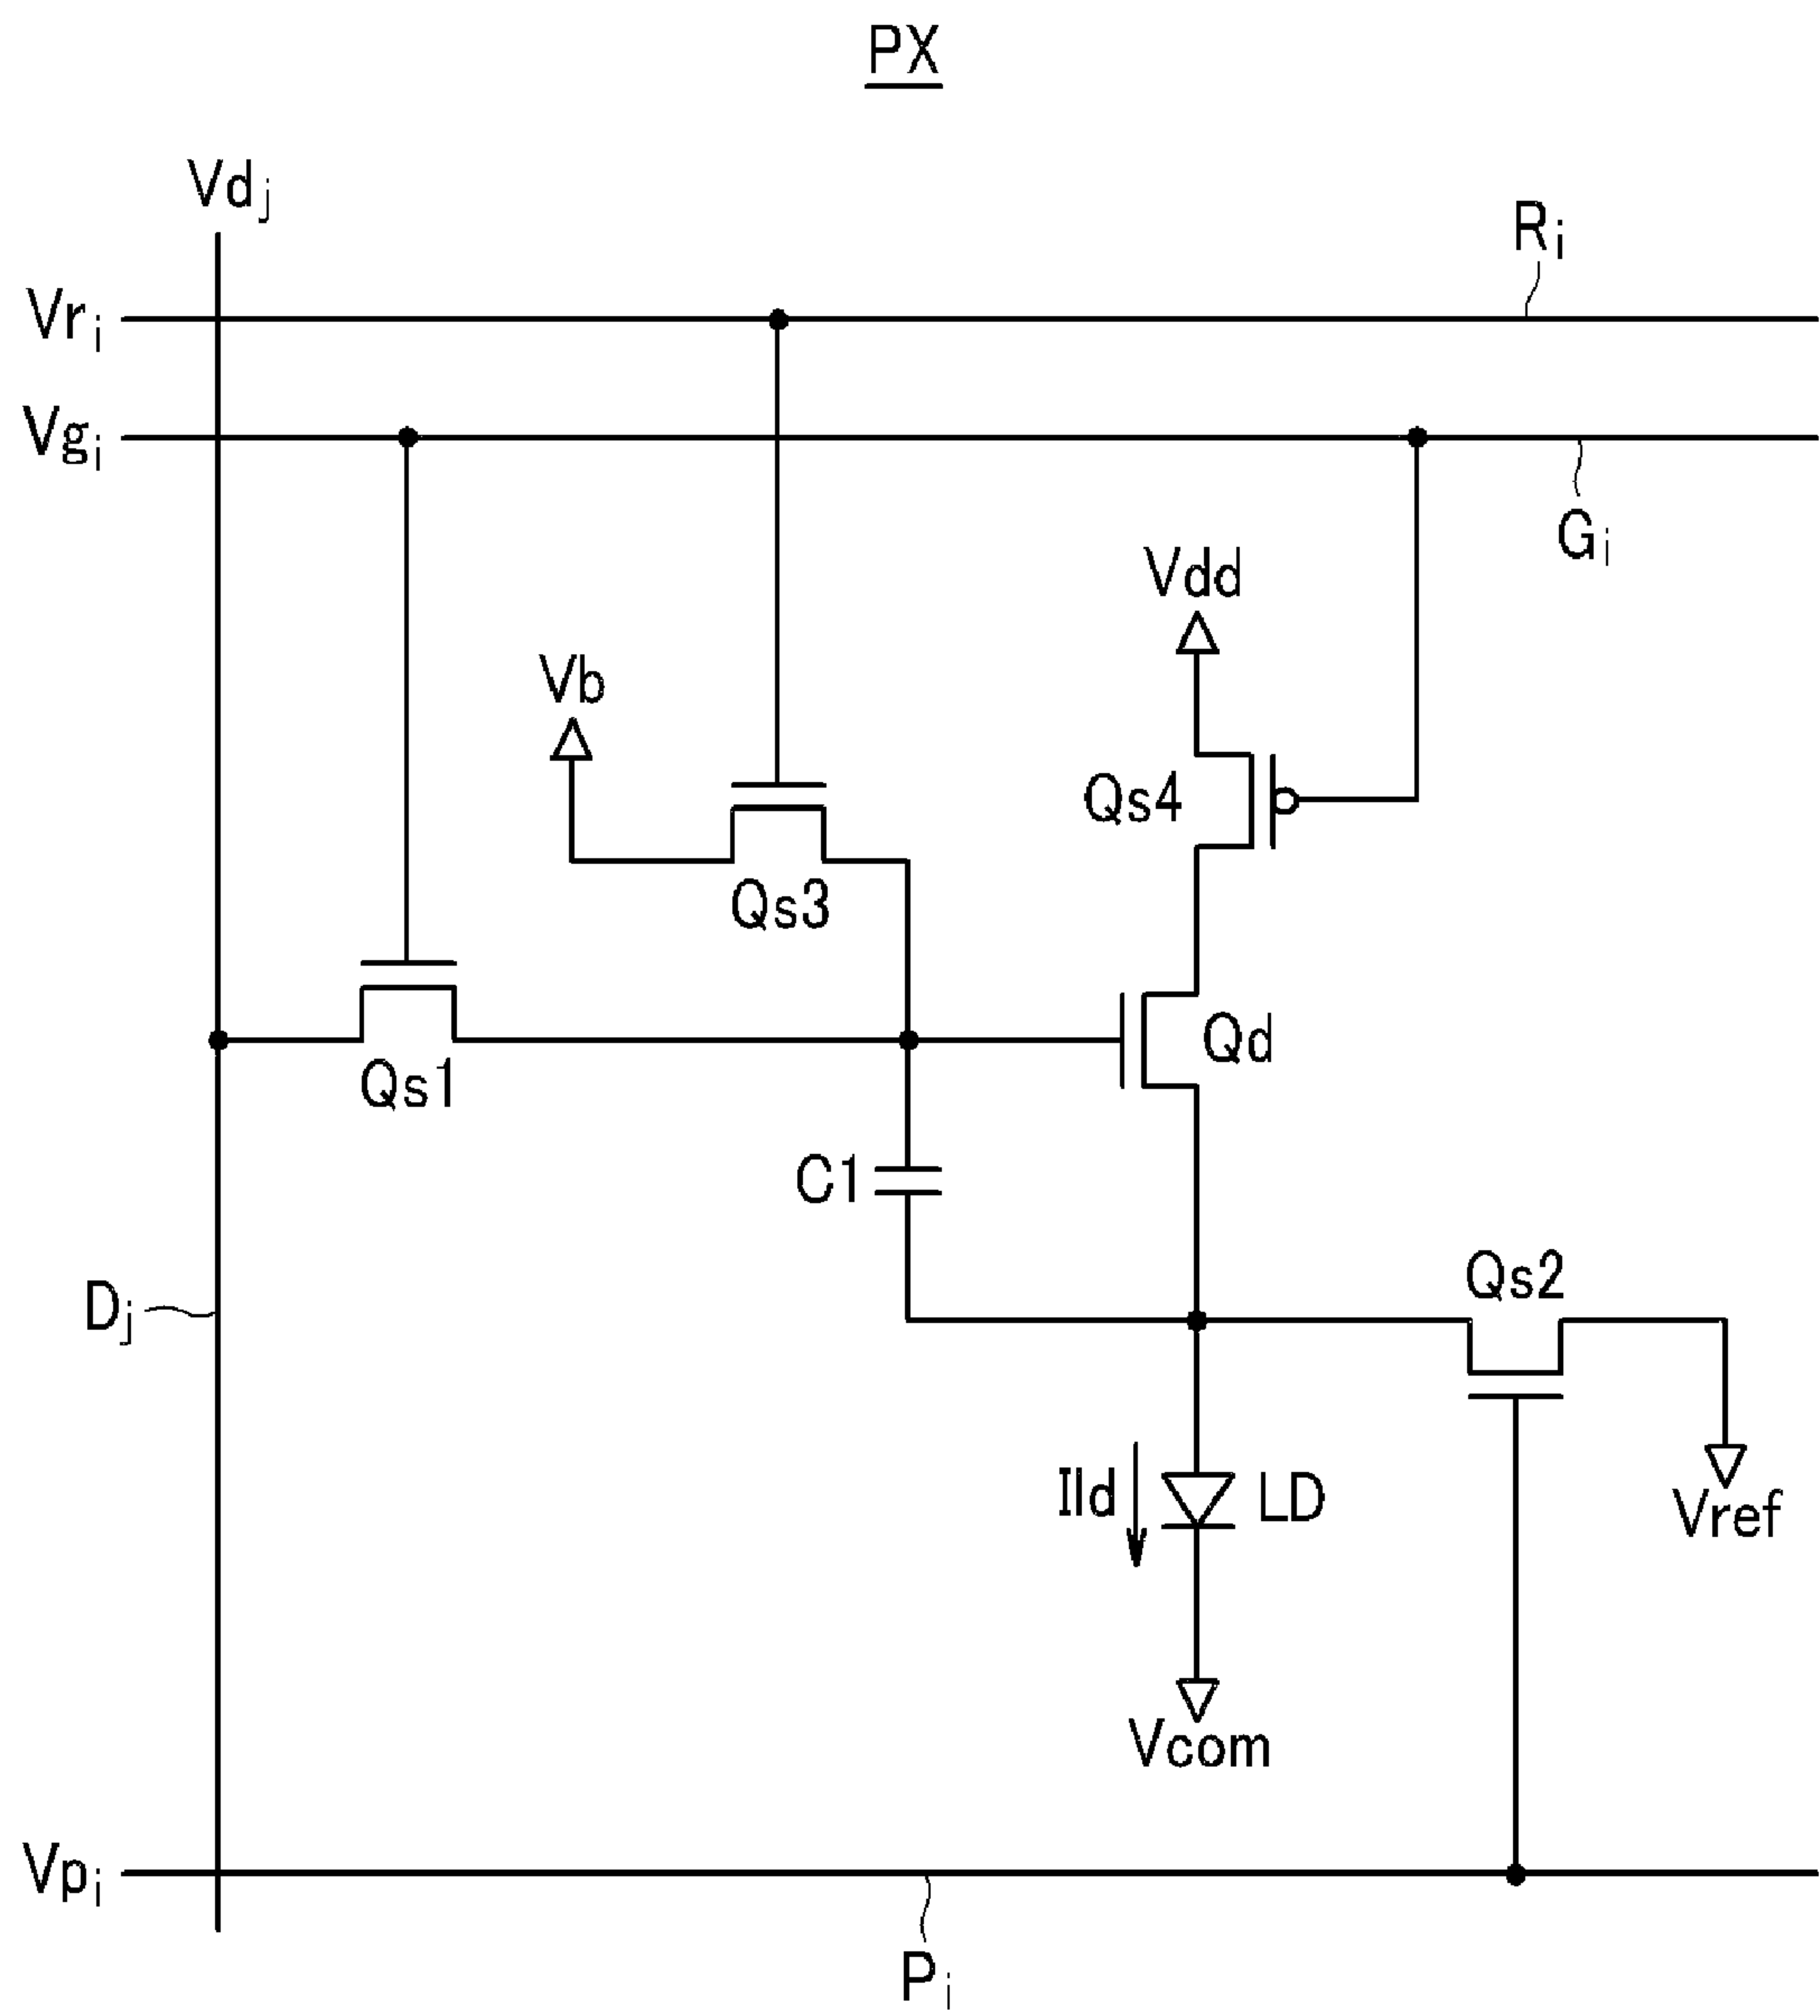 PX
Vdj
Ri
Vri
Vgi
Gi
Vdd
Vb
Qs4
Qs3
Qd
Qs1
C1
Qs2
Dj
Ild
LD
Vref
Vcom
Vpi
Pi